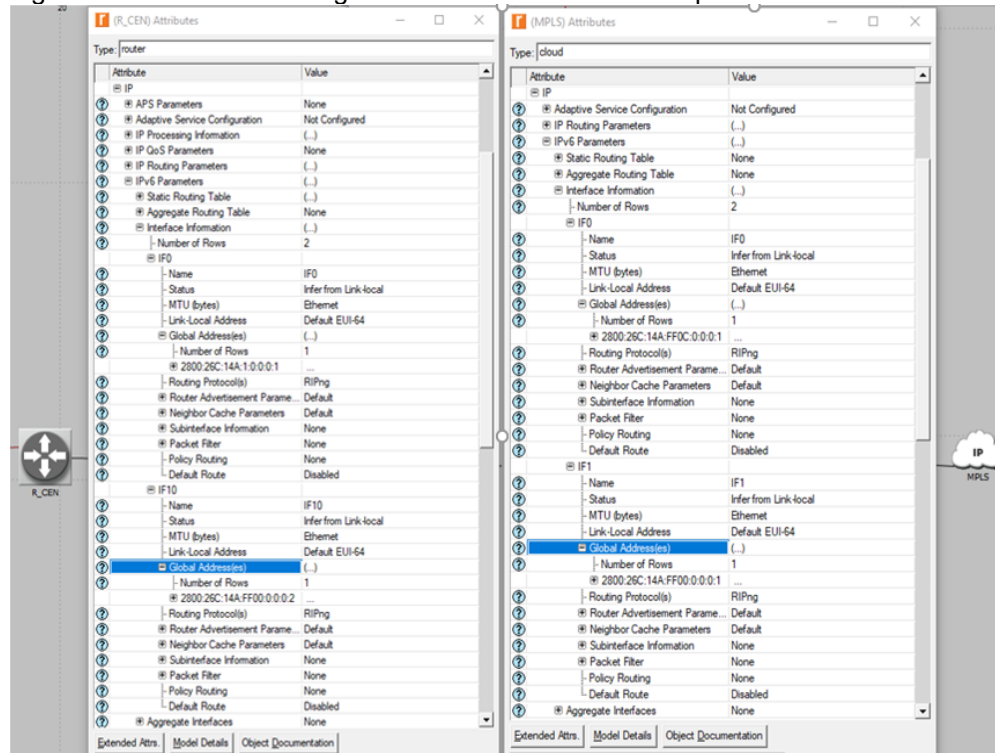 20
(R_CEN) Attributes
Type: router
Attribute Value
IP
APS Parameters None
Adaptive Service Configuration Not Configured
IP Processing Information (...)
IP QoS Parameters None
IP Routing Parameters (...)
IPv6 Parameters (...)
Static Routing Table (...)
Aggregate Routing Table None
Interface Information (...)
Number of Rows 2
IF0
Name IF0
Status Infer from Link-local
MTU (bytes) Ethernet
Link-Local Address Default EUI-64
Global Address(es) (...)
Number of Rows 1
2800:26C:14A:1:0:0:0:1 ...
Routing Protocol(s) RIPng
Router Advertisement Parame... Default
Neighbor Cache Parameters Default
Subinterface Information None
Packet Filter None
Policy Routing None
Default Route Disabled
IF10
Name IF10
Status Infer from Link-local
MTU (bytes) Ethernet
Link-Local Address Default EUI-64
Global Address(es) (...)
Number of Rows 1
2800:26C:14A:FF00:0:0:0:2 ...
Routing Protocol(s) RIPng
Router Advertisement Parame... Default
Neighbor Cache Parameters Default
Subinterface Information None
Packet Filter None
Policy Routing None
Default Route Disabled
Aggregate Interfaces None
Extended Attrs. Model Details Object Documentation
R_CEN
(MPLS) Attributes
Type: cloud
Attribute Value
IP
Adaptive Service Configuration Not Configured
IP Routing Parameters (...)
IPv6 Parameters (...)
Static Routing Table None
Aggregate Routing Table None
Interface Information (...)
Number of Rows 2
IF0
Name IF0
Status Infer from Link-local
MTU (bytes) Ethernet
Link-Local Address Default EUI-64
Global Address(es) (...)
Number of Rows 1
2800:26C:14A:FF0C:0:0:0:1 ...
Routing Protocol(s) RIPng
Router Advertisement Parame... Default
Neighbor Cache Parameters Default
Subinterface Information None
Packet Filter None
Policy Routing None
Default Route Disabled
IF1
Name IF1
Status Infer from Link-local
MTU (bytes) Ethernet
Link-Local Address Default EUI-64
Global Address(es) (...)
Number of Rows 1
2800:26C:14A:FF00:0:0:0:1 ...
Routing Protocol(s) RIPng
Router Advertisement Parame... Default
Neighbor Cache Parameters Default
Subinterface Information None
Packet Filter None
Policy Routing None
Default Route Disabled
Aggregate Interfaces None
Extended Attrs. Model Details Object Documentation
IP
MPLS